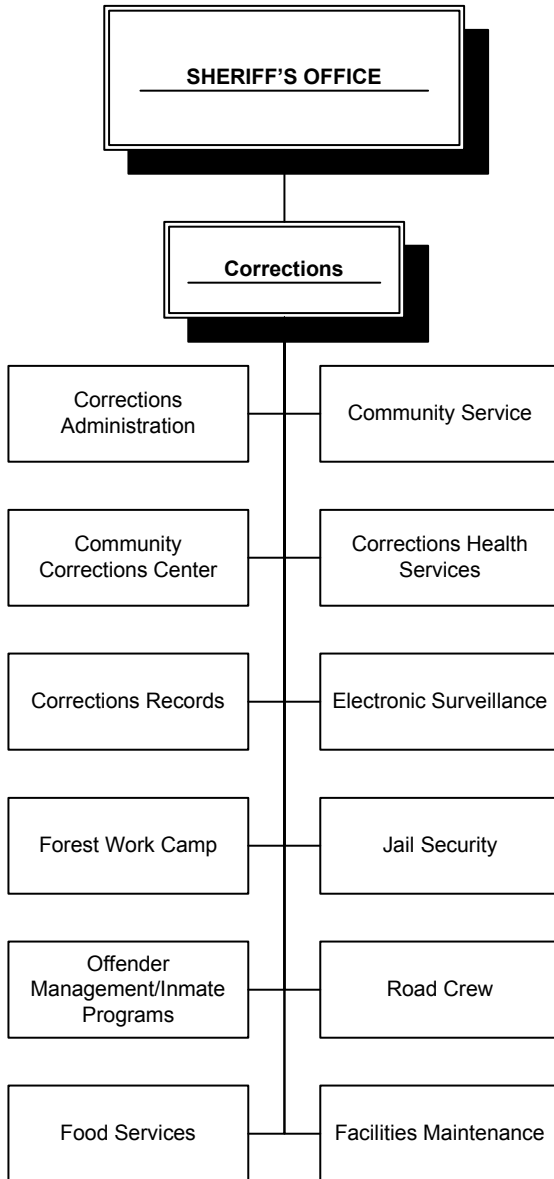 SHERIFF'S OFFICE
Corrections
Corrections
Administration
Community Service
Community
Corrections Center
Corrections Health
Services
Corrections Records
Electronic Surveillance
Forest Work Camp
Jail Security
Offender
Management/Inmate
Programs
Road Crew
Food Services
Facilities Maintenance